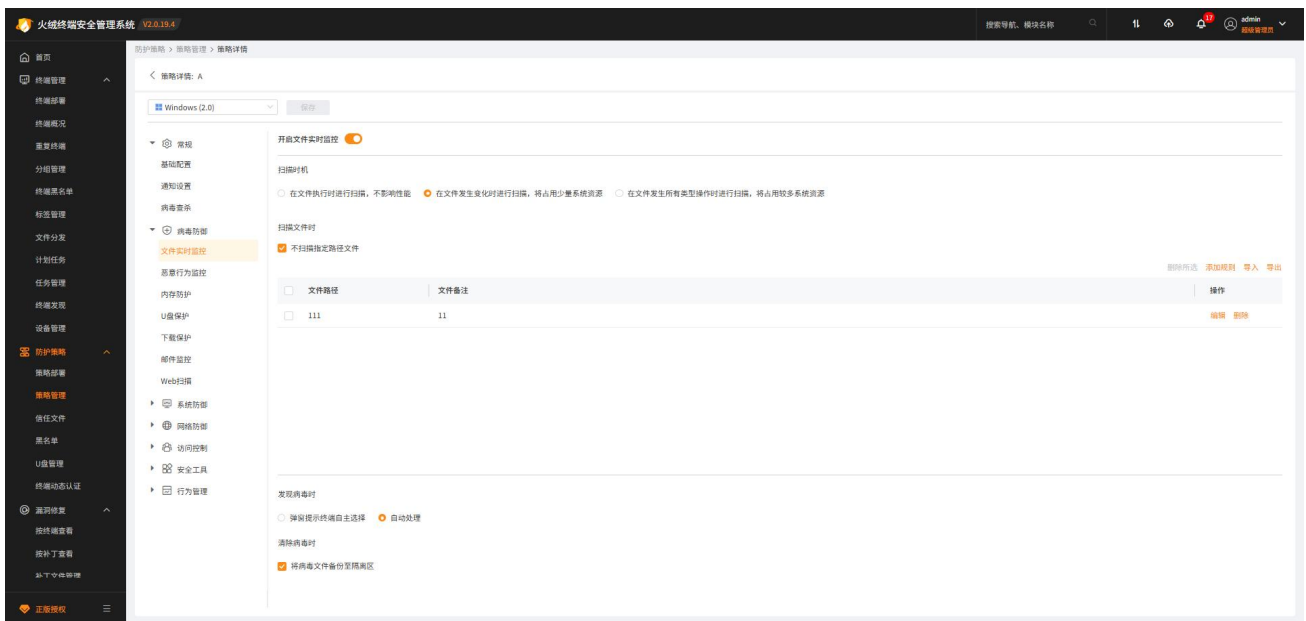 火绒终端安全管理系统 V2.0.19.4
搜索导航、模块名称
17
admin
超级管理员
首页
终端管理
终端部署
终端概况
重复终端
分组管理
终端黑名单
标签管理
文件分发
计划任务
任务管理
终端发现
设备管理
防护策略
策略部署
策略管理
信任文件
黑名单
U盘管理
终端动态认证
漏洞修复
按终端查看
按补丁查看
补丁文件管理
正版授权
防护策略 > 策略管理 > 策略详情
策略详情: A
Windows (2.0)
保存
常规
基础配置
通知设置
病毒查杀
病毒防御
文件实时监控
恶意行为监控
内存防护
U盘保护
下载保护
邮件监控
Web扫描
系统防御
网络防御
访问控制
安全工具
行为管理
开启文件实时监控
扫描时机
在文件执行时进行扫描，不影响性能 在文件发生变化时进行扫描，将占用少量系统资源 在文件发生所有类型操作时进行扫描，将占用较多系统资源
扫描文件时
不扫描指定路径文件
删除所选 添加规则 导入 导出
文件路径 文件备注 操作
111 11 编辑 删除
发现病毒时
弹窗提示终端自主选择 自动处理
清除病毒时
将病毒文件备份至隔离区